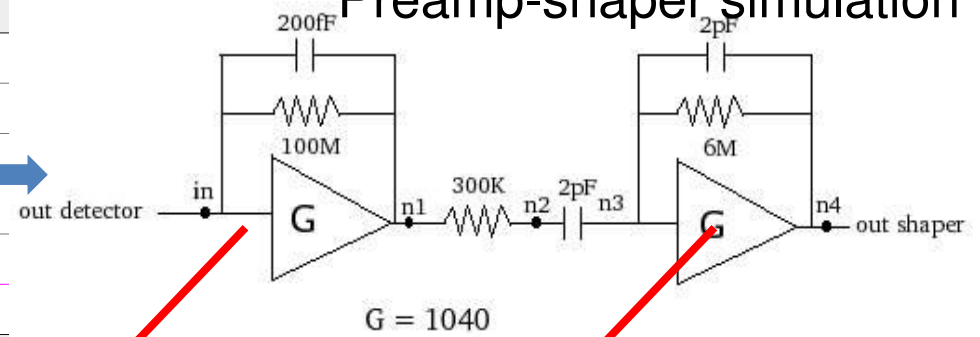 Preamp-shaper simulation
200fF
2pF
100M
6M
in
300K
2pF
n1
n2
n3
n4
out detector
G
G
out shaper
G = 1040